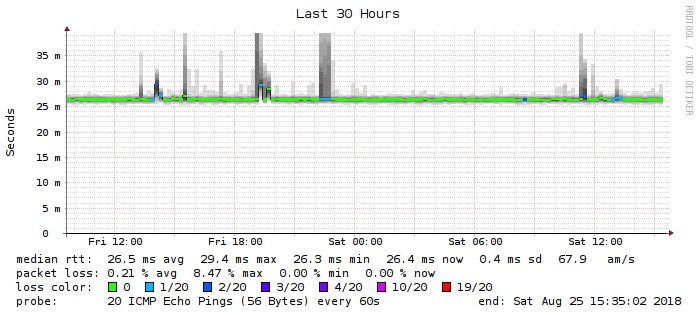 Last 30 Hours
RRDTOOL / TOBI OETIKER
Seconds
35 m
30 m
25 m
20 m
15 m
10 m
5 m
0
Fri 12:00 Fri 18:00 Sat 00:00 Sat 06:00 Sat 12:00
median rtt: 26.5 ms avg 29.4 ms max 26.3 ms min 26.4 ms now 0.4 ms sd 67.9 am/s
packet loss: 0.21 % avg 8.47 % max 0.00 % min 0.00 % now
loss color: 0 1/20 2/20 3/20 4/20 10/20 19/20
probe: 20 ICMP Echo Pings (56 Bytes) every 60s end: Sat Aug 25 15:35:02 2018